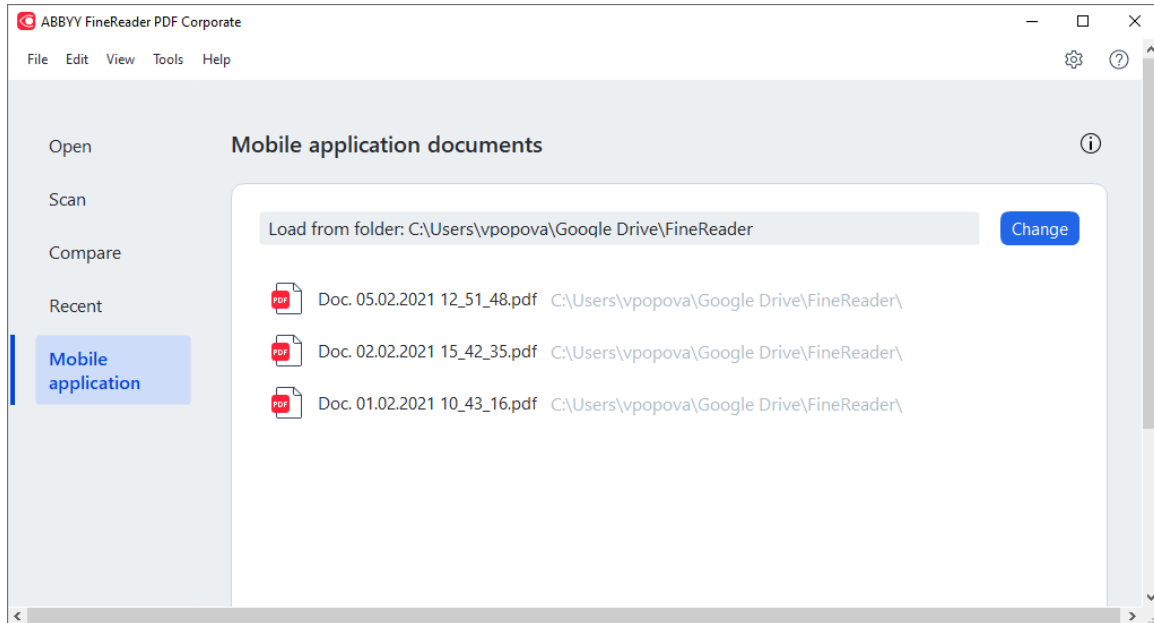 ABBYY FineReader PDF Corporate
File Edit View Tools Help
Open
Scan
Compare
Recent
Mobile
application
Mobile application documents
Load from folder: C:\Users\vpopova\Google Drive\FineReader
Change
PDF Doc. 05.02.2021 12_51_48.pdf C:\Users\vpopova\Google Drive\FineReader\
PDF Doc. 02.02.2021 15_42_35.pdf C:\Users\vpopova\Google Drive\FineReader\
PDF Doc. 01.02.2021 10_43_16.pdf C:\Users\vpopova\Google Drive\FineReader\